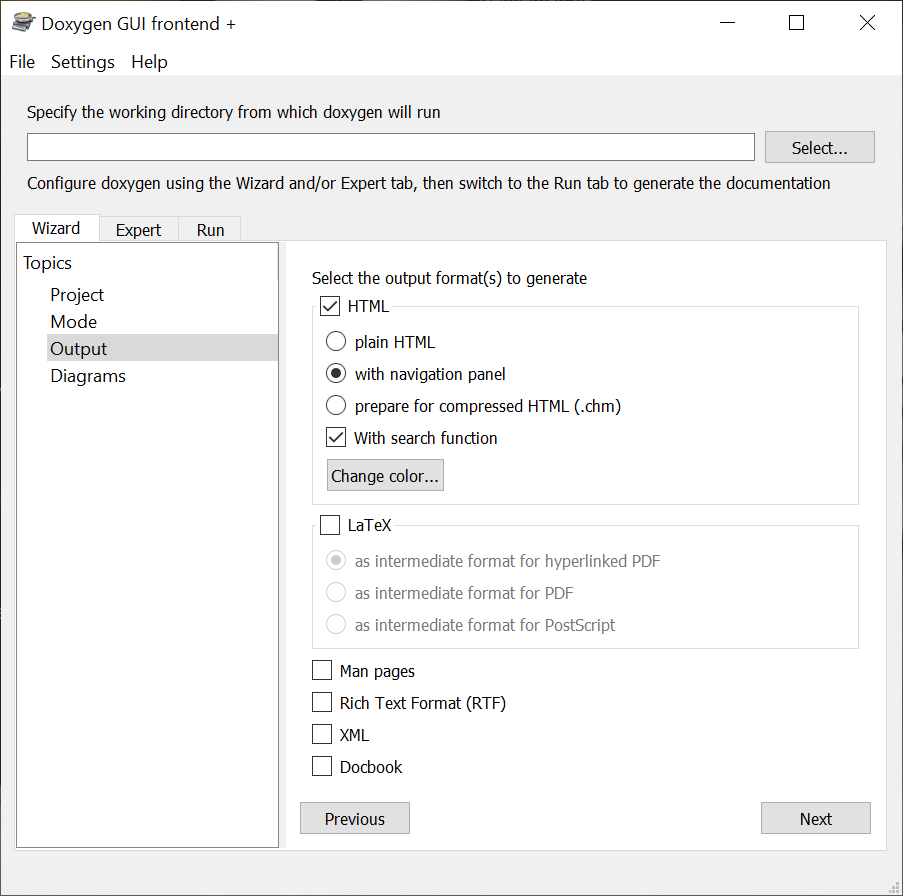 Doxygen GUI frontend +
File Settings Help
Specify the working directory from which doxygen will run
Select...
Configure doxygen using the Wizard and/or Expert tab, then switch to the Run tab to generate the documentation
Wizard Expert Run
Topics
Project
Mode
Output
Diagrams
Select the output format(s) to generate
HTML
plain HTML
with navigation panel
prepare for compressed HTML (.chm)
With search function
Change color...
LaTeX
as intermediate format for hyperlinked PDF
as intermediate format for PDF
as intermediate format for PostScript
Man pages
Rich Text Format (RTF)
XML
Docbook
Previous Next